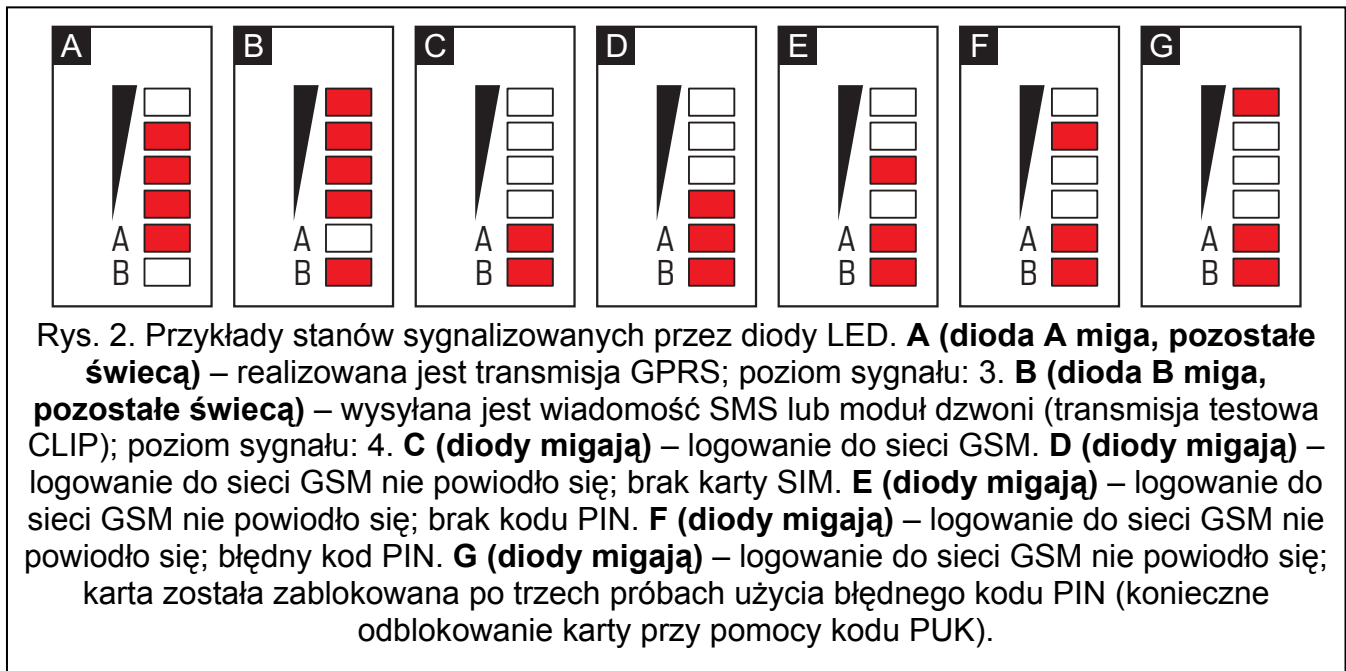 A B C D E F G
A A A A A A A
B B B B B B B
Rys. 2. Przykłady stanów sygnalizowanych przez diody LED. A (dioda A miga, pozostałe
świecą) – realizowana jest transmisja GPRS; poziom sygnału: 3. B (dioda B miga,
pozostałe świecą) – wysyłana jest wiadomość SMS lub moduł dzwoni (transmisja testowa
CLIP); poziom sygnału: 4. C (diody migają) – logowanie do sieci GSM. D (diody migają) –
logowanie do sieci GSM nie powiodło się; brak karty SIM. E (diody migają) – logowanie do
sieci GSM nie powiodło się; brak kodu PIN. F (diody migają) – logowanie do sieci GSM nie
powiodło się; błędny kod PIN. G (diody migają) – logowanie do sieci GSM nie powiodło się;
karta została zablokowana po trzech próbach użycia błędnego kodu PIN (konieczne
odblokowanie karty przy pomocy kodu PUK).